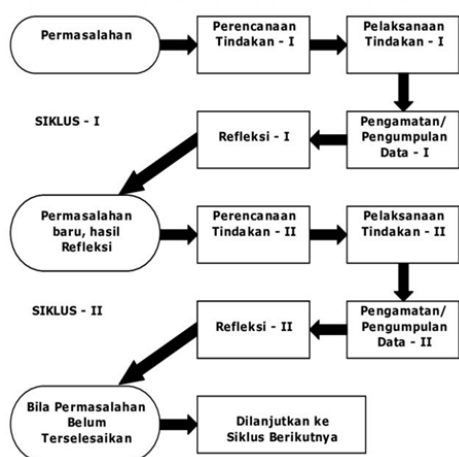 Permasalahan
Perencanaan
Tindakan - I
Pelaksanaan
Tindakan - I
SIKLUS - I
Refleksi - I
Pengamatan/
Pengumpulan
Data - I
Permasalahan
baru, hasil
Refleksi
Perencanaan
Tindakan - II
Pelaksanaan
Tindakan - II
SIKLUS - II
Refleksi - II
Pengamatan/
Pengumpulan
Data - II
Bila Permasalahan
Belum
Terselesaikan
Dilanjutkan ke
Siklus Berikutnya